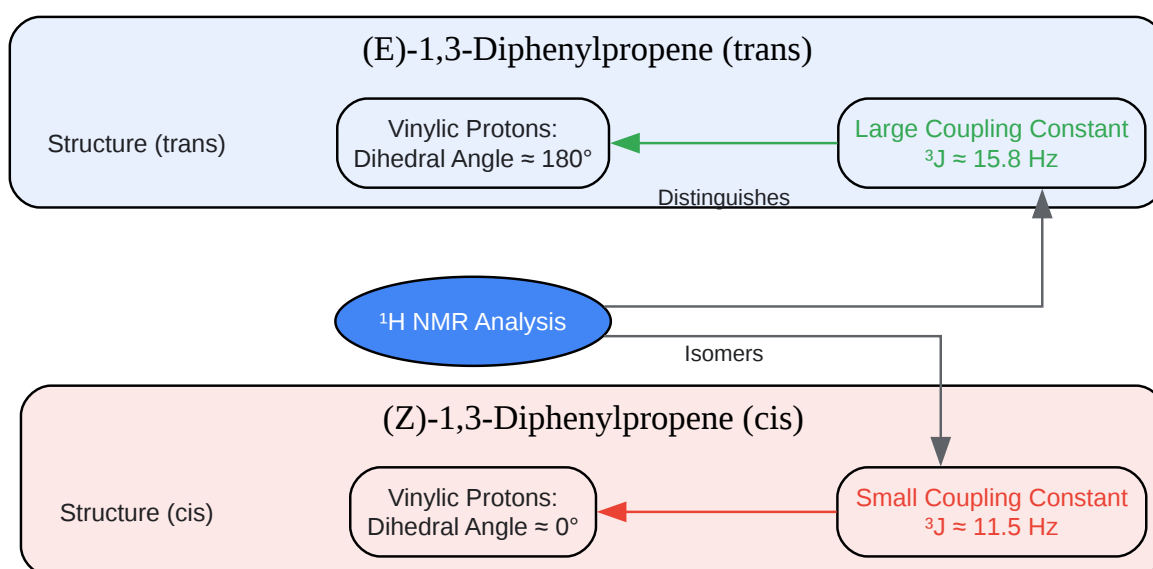 (E)-1,3-Diphenylpropene (trans)
Structure (trans)
Vinylic Protons:
Dihedral Angle ≈ 180°
Large Coupling Constant
³J ≈ 15.8 Hz
Distinguishes
¹H NMR Analysis
Isomers
(Z)-1,3-Diphenylpropene (cis)
Structure (cis)
Vinylic Protons:
Dihedral Angle ≈ 0°
Small Coupling Constant
³J ≈ 11.5 Hz